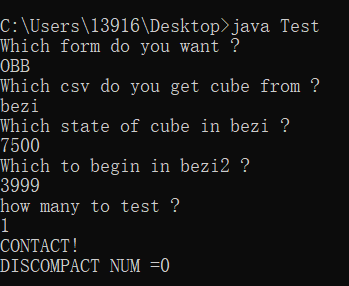 C:\Users\13916\Desktop>java Test
Which form do you want ?
OBB
Which csv do you get cube from ?
bezi
Which state of cube in bezi ?
7500
Which to begin in bezi2 ?
3999
how many to test ?
1
CONTACT!
DISCOMPACT NUM =0